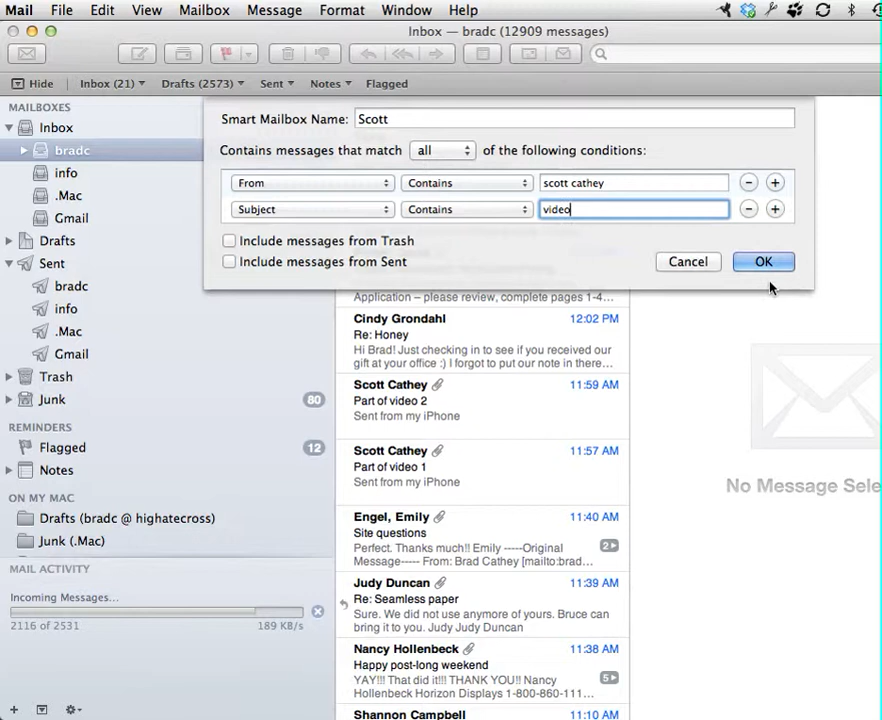 Mail File Edit View Mailbox Message Format Window Help
Inbox — bradc (12909 messages)
Hide Inbox (21) Drafts (2573) Sent Notes Flagged
MAILBOXES
Inbox
bradc
info
.Mac
Gmail
Drafts
Sent
bradc
info
.Mac
Gmail
Trash
Junk 80
REMINDERS
Flagged 12
Notes
ON MY MAC
Drafts (bradc @ highatecross)
Junk (.Mac)
MAIL ACTIVITY
Incoming Messages...
2116 of 2531 189 KB/s
Smart Mailbox Name: Scott
Contains messages that match all of the following conditions:
From Contains scott cathey
Subject Contains video
Include messages from Trash
Include messages from Sent
Cancel OK
Application – please review, complete pages 1-4...
Cindy Grondahl 12:02 PM
Re: Honey
Hi Brad! Just checking in to see if you received our
gift at your office :) I forgot to put our note in there...
Scott Cathey 11:59 AM
Part of video 2
Sent from my iPhone
Scott Cathey 11:57 AM
Part of video 1
Sent from my iPhone
Engel, Emily 11:40 AM
Site questions
Perfect. Thanks much!! Emily -----Original
Message----- From: Brad Cathey [mailto:brad...
2
Judy Duncan 11:39 AM
Re: Seamless paper
Sure. We did not use anymore of yours. Bruce can
bring it to you. Judy Judy Duncan
Nancy Hollenbeck 11:38 AM
Happy post-long weekend
YAY!!! That did it!!! THANK YOU!! Nancy
Hollenbeck Horizon Displays 1-800-860-111...
5
Shannon Campbell 11:36 AM
No Message Sele